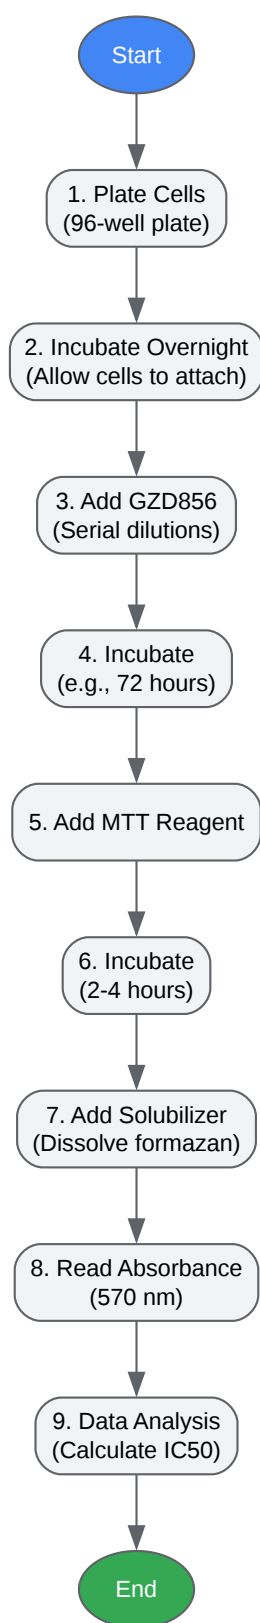 Start
1. Plate Cells
(96-well plate)
2. Incubate Overnight
(Allow cells to attach)
3. Add GZD856
(Serial dilutions)
4. Incubate
(e.g., 72 hours)
5. Add MTT Reagent
6. Incubate
(2-4 hours)
7. Add Solubilizer
(Dissolve formazan)
8. Read Absorbance
(570 nm)
9. Data Analysis
(Calculate IC50)
End